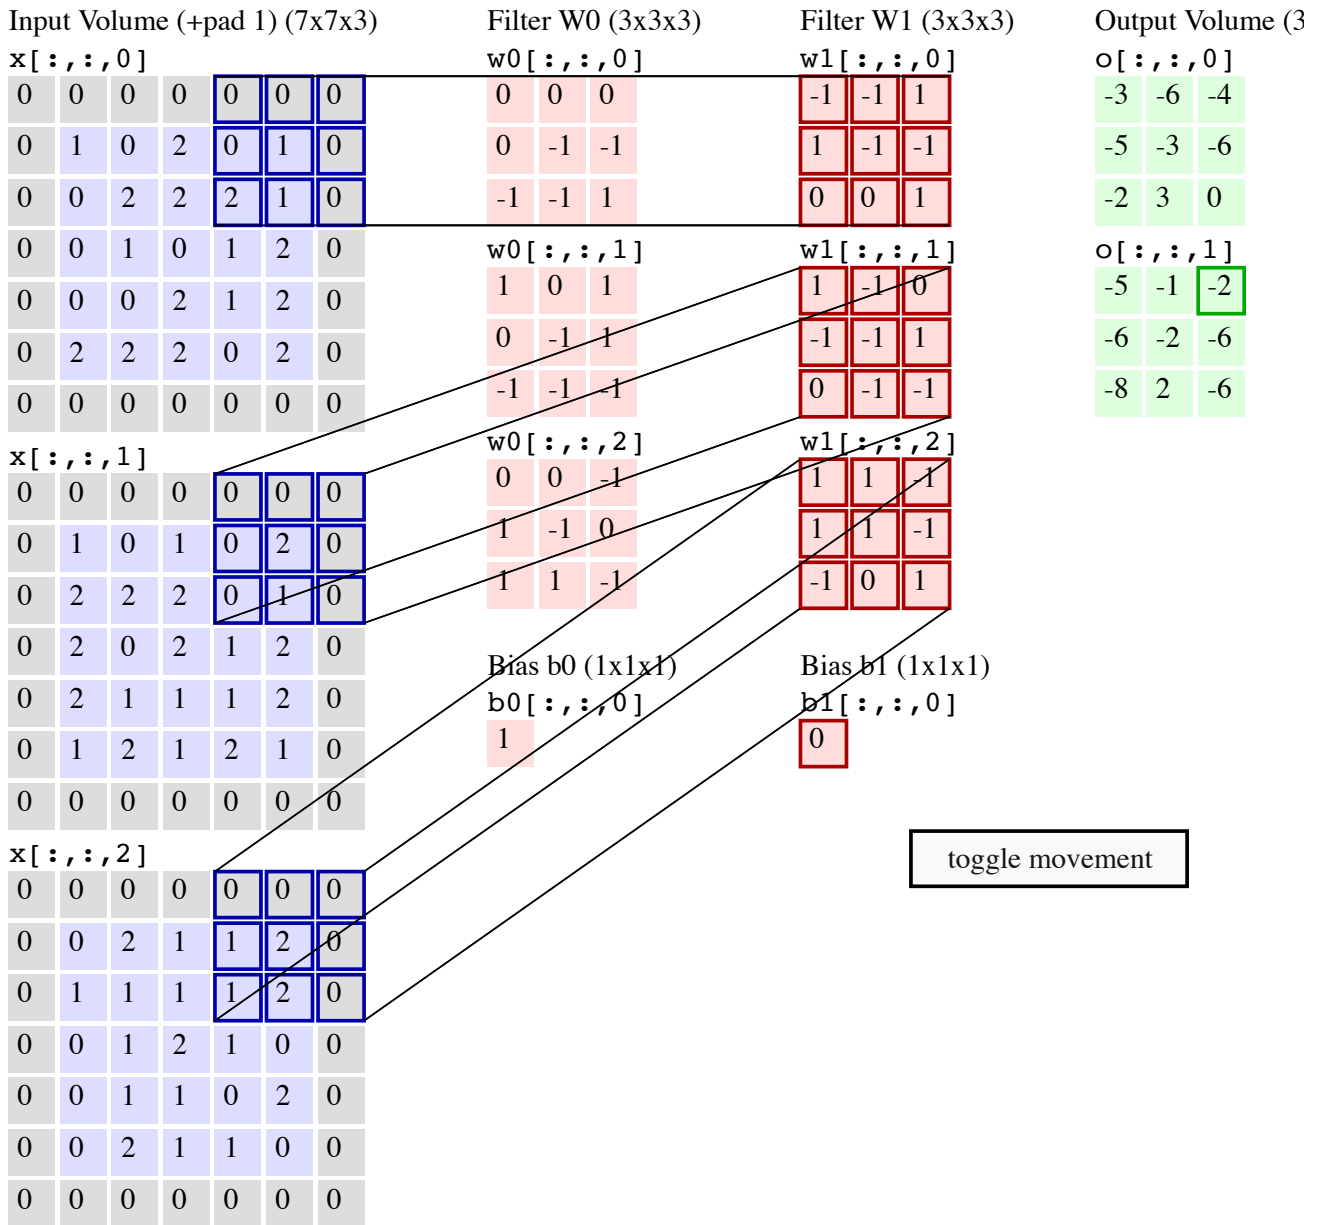 Input Volume (+pad 1) (7x7x3)
x[:,:,0]
0 0 0 0 0 0 0
0 1 0 2 0 1 0
0 0 2 2 2 1 0
0 0 1 0 1 2 0
0 0 0 2 1 2 0
0 2 2 2 0 2 0
0 0 0 0 0 0 0
x[:,:,1]
0 0 0 0 0 0 0
0 1 0 1 0 2 0
0 2 2 2 0 1 0
0 2 0 2 1 2 0
0 2 1 1 1 2 0
0 1 2 1 2 1 0
0 0 0 0 0 0 0
x[:,:,2]
0 0 0 0 0 0 0
0 0 2 1 1 2 0
0 1 1 1 1 2 0
0 0 1 2 1 0 0
0 0 1 1 0 2 0
0 0 2 1 1 0 0
0 0 0 0 0 0 0
Filter W0 (3x3x3)
w0[:,:,0]
0 0 0
0 -1 -1
-1 -1 1
w0[:,:,1]
1 0 1
0 -1 1
-1 -1 -1
w0[:,:,2]
0 0 -1
1 -1 0
1 1 -1
Bias b0 (1x1x1)
b0[:,:,0]
1
Filter W1 (3x3x3)
w1[:,:,0]
-1 -1 1
1 -1 -1
0 0 1
w1[:,:,1]
1 -1 0
-1 -1 1
0 -1 -1
w1[:,:,2]
1 1 -1
1 1 -1
-1 0 1
Bias b1 (1x1x1)
b1[:,:,0]
0
Output Volume (3
o[:,:,0]
-3 -6 -4
-5 -3 -6
-2 3 0
o[:,:,1]
-5 -1 -2
-6 -2 -6
-8 2 -6
toggle movement